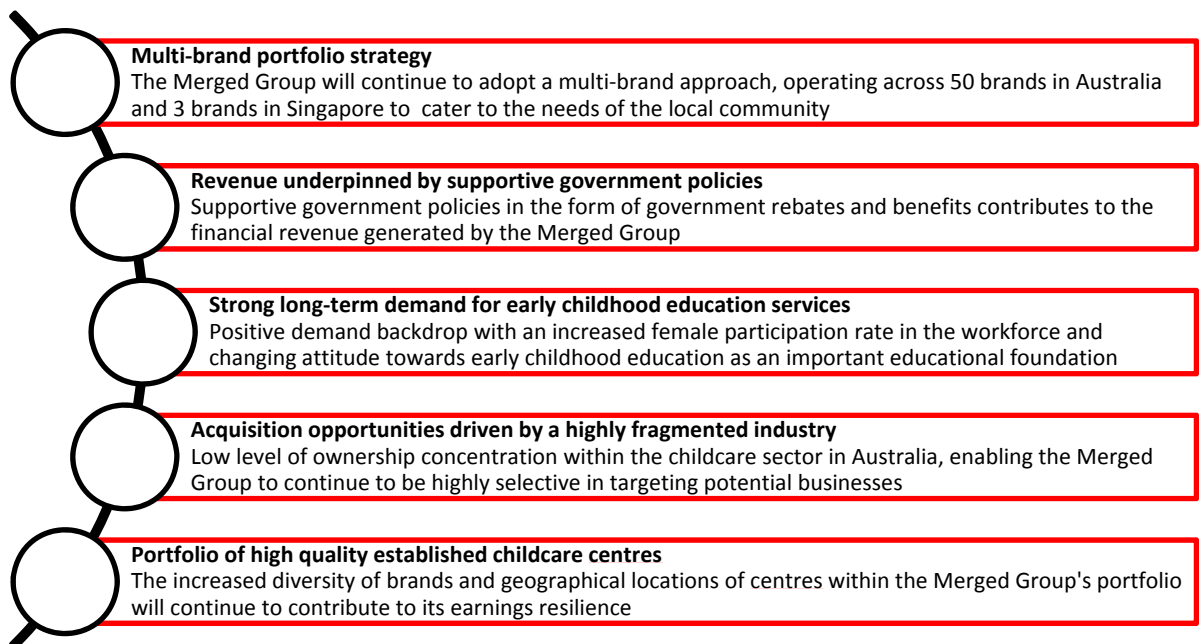 Multi-brand portfolio strategy
The Merged Group will continue to adopt a multi-brand approach, operating across 50 brands in Australia
and 3 brands in Singapore to  cater to the needs of the local community
Revenue underpinned by supportive government policies
Supportive government policies in the form of government rebates and benefits contributes to the
financial revenue generated by the Merged Group
Strong long-term demand for early childhood education services
Positive demand backdrop with an increased female participation rate in the workforce and
changing attitude towards early childhood education as an important educational foundation
Acquisition opportunities driven by a highly fragmented industry
Low level of ownership concentration within the childcare sector in Australia, enabling the Merged
Group to continue to be highly selective in targeting potential businesses
Portfolio of high quality established childcare centres
The increased diversity of brands and geographical locations of centres within the Merged Group's portfolio
will continue to contribute to its earnings resilience